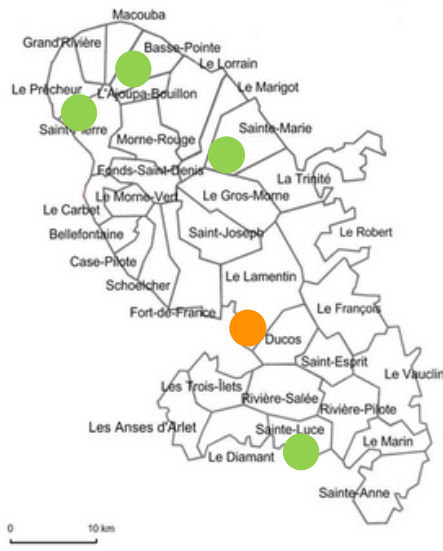 Macouba
Grand'Rivière
Basse-Pointe
Le Lorrain
Le Prêcheur
L'Ajoupa-Bouillon
Le Marigot
Sainte-Marie
Morne-Rouge
Fonds-Saint-Denis
La Trinité
Le Morne-Vert
Le Gros-Morne
Le Carbet
Bellefontaine
Saint-Joseph
Le Robert
Case-Pilote
Le Lamentin
Schoelcher
Fort-de-France
Le François
Ducos
Saint-Esprit
Le Vauclin
Les Trois-Îlets
Rivière-Salée
Rivière-Pilote
Les Anses d'Arlet
Sainte-Luce
Le Marin
Le Diamant
Sainte-Anne
0 10 km